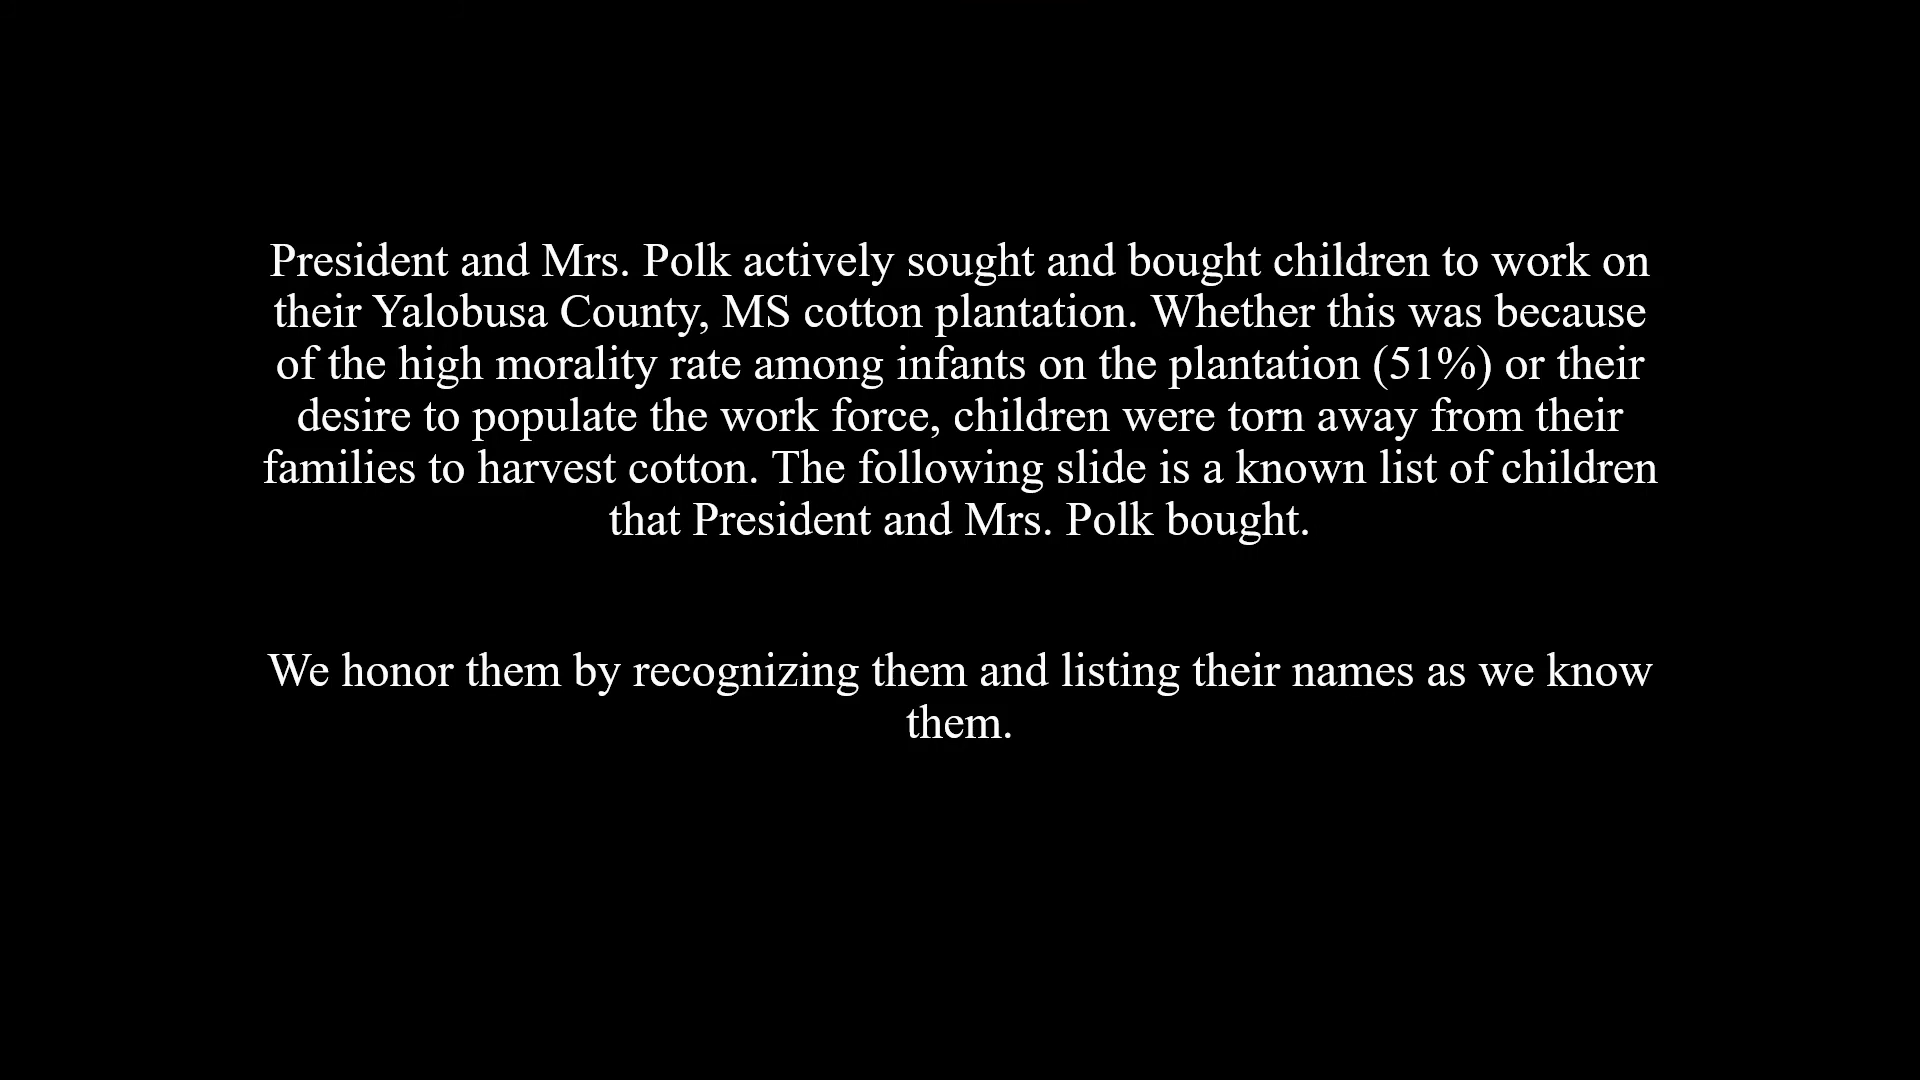 President and Mrs. Polk actively sought and bought children to work on
their Yalobusa County, MS cotton plantation. Whether this was because
of the high morality rate among infants on the plantation (51%) or their
desire to populate the work force, children were torn away from their
families to harvest cotton. The following slide is a known list of children
that President and Mrs. Polk bought.
We honor them by recognizing them and listing their names as we know
them.